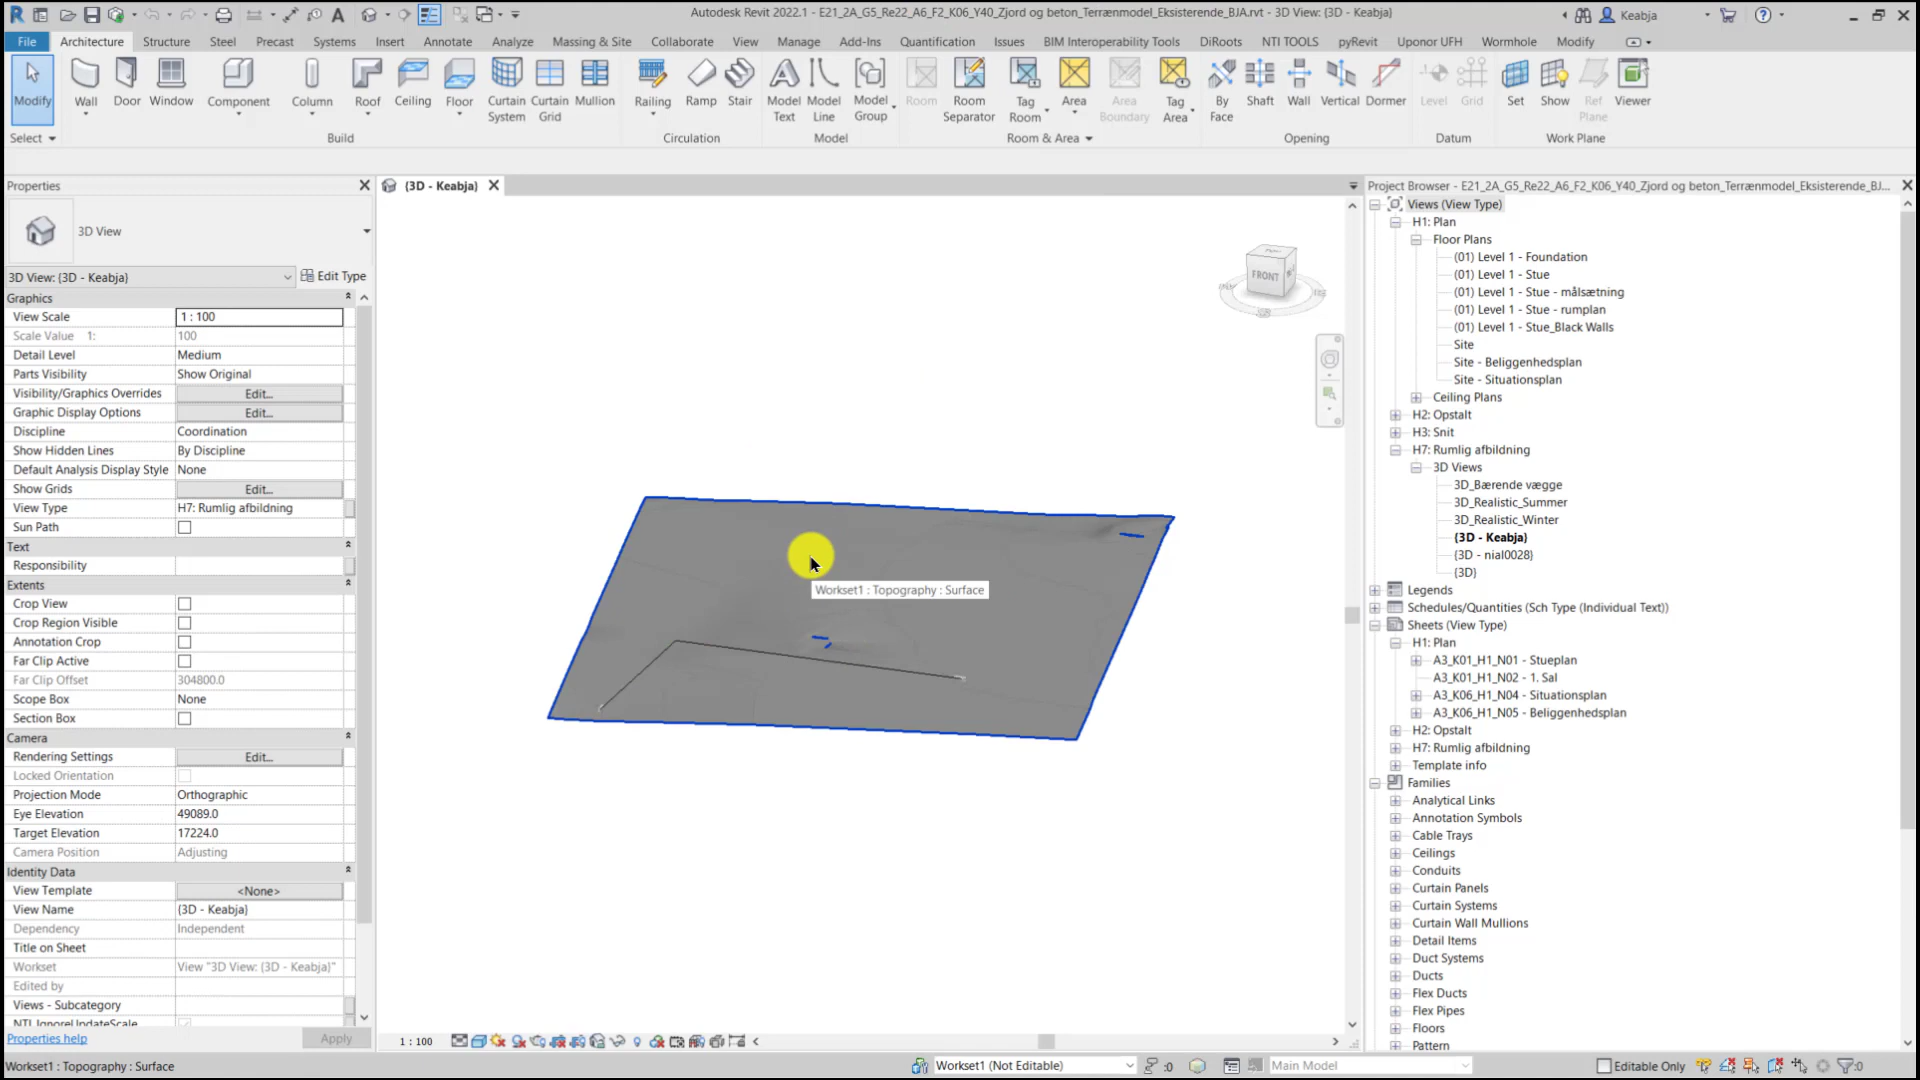 Autodesk Revit 2022.1 - E21_2A_G5_Re22_A6_F2_K06_Y40_Zjord og beton_Terrænmodel_Eksisterende_BJA.rvt - 3D View: {3D - Keabja}
Keabja
File Architecture Structure Steel Precast Systems Insert Annotate Analyze Massing & Site Collaborate View Manage Add-Ins Quantification Issues BIM Interoperability Tools DiRoots NTI TOOLS pyRevit Uponor UFH Wormhole Modify
Modify Wall Door Window Component Column Roof Ceiling Floor Curtain System Curtain Grid Mullion Railing Ramp Stair Model Text Model Line Model Group Room Room Separator Tag Room Area Area Boundary Tag Area By Face Shaft Wall Vertical Dormer Level Grid Set Show Ref Plane Viewer
Select Build Circulation Model Room & Area Opening Datum Work Plane
Properties
3D View
3D View: {3D - Keabja} Edit Type
Graphics
View Scale 1 : 100
Scale Value 1: 100
Detail Level Medium
Parts Visibility Show Original
Visibility/Graphics Overrides Edit...
Graphic Display Options Edit...
Discipline Coordination
Show Hidden Lines By Discipline
Default Analysis Display Style None
Show Grids Edit...
View Type H7: Rumlig afbildning
Sun Path
Text
Responsibility
Extents
Crop View
Crop Region Visible
Annotation Crop
Far Clip Active
Far Clip Offset 304800.0
Scope Box None
Section Box
Camera
Rendering Settings Edit...
Locked Orientation
Projection Mode Orthographic
Eye Elevation 49089.0
Target Elevation 17224.0
Camera Position Adjusting
Identity Data
View Template <None>
View Name {3D - Keabja}
Dependency Independent
Title on Sheet
Workset View "3D View: {3D - Keabja}"
Edited by
Views - Subcategory
NTI_IgnoreUpdateScale
Properties help Apply
{3D - Keabja}
FRONT
Workset1 : Topography : Surface
1 : 100
Project Browser - E21_2A_G5_Re22_A6_F2_K06_Y40_Zjord og beton_Terrænmodel_Eksisterende_BJ...
Views (View Type)
H1: Plan
Floor Plans
(01) Level 1 - Foundation
(01) Level 1 - Stue
(01) Level 1 - Stue - målsætning
(01) Level 1 - Stue - rumplan
(01) Level 1 - Stue_Black Walls
Site
Site - Beliggenhedsplan
Site - Situationsplan
Ceiling Plans
H2: Opstalt
H3: Snit
H7: Rumlig afbildning
3D Views
3D_Bærende vægge
3D_Realistic_Summer
3D_Realistic_Winter
{3D - Keabja}
{3D - nial0028}
{3D}
Legends
Schedules/Quantities (Sch Type (Individual Text))
Sheets (View Type)
H1: Plan
A3_K01_H1_N01 - Stueplan
A3_K01_H1_N02 - 1. Sal
A3_K06_H1_N04 - Situationsplan
A3_K06_H1_N05 - Beliggenhedsplan
H2: Opstalt
H7: Rumlig afbildning
Template info
Families
Analytical Links
Annotation Symbols
Cable Trays
Ceilings
Conduits
Curtain Panels
Curtain Systems
Curtain Wall Mullions
Detail Items
Duct Systems
Ducts
Flex Ducts
Flex Pipes
Floors
Pattern
Workset1 : Topography : Surface Workset1 (Not Editable) :0 Main Model Editable Only :0